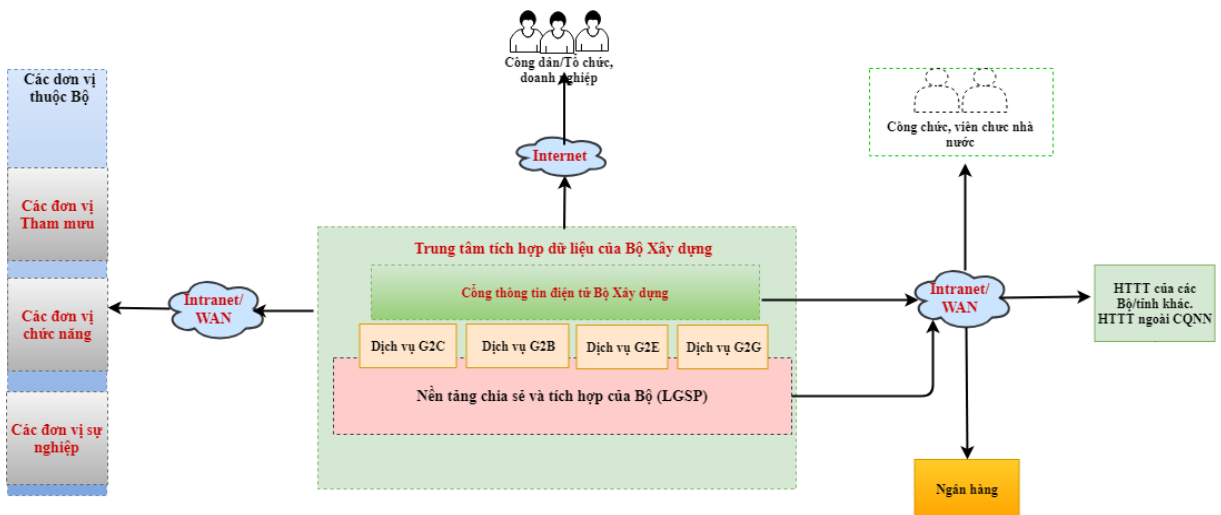 Công dân/Tổ chức,
doanh nghiệp
Các đơn vị
thuộc Bộ
Công chức, viên chưc nhà
nước
Internet
Các đơn vị
Tham mưu
Trung tâm tích hợp dữ liệu của Bộ Xây dựng
Cổng thông tin điện tử Bộ Xây dựng
Intranet/
WAN
Intranet/
WAN
HTTT của các
Bộ/tỉnh khác.
HTTT ngoài CQNN
Các đơn vị
chức năng
Dịch vụ G2C
Dịch vụ G2B
Dịch vụ G2E
Dịch vụ G2G
Nền tảng chia sẻ và tích hợp của Bộ (LGSP)
Các đơn vị sự
nghiệp
Ngân hàng